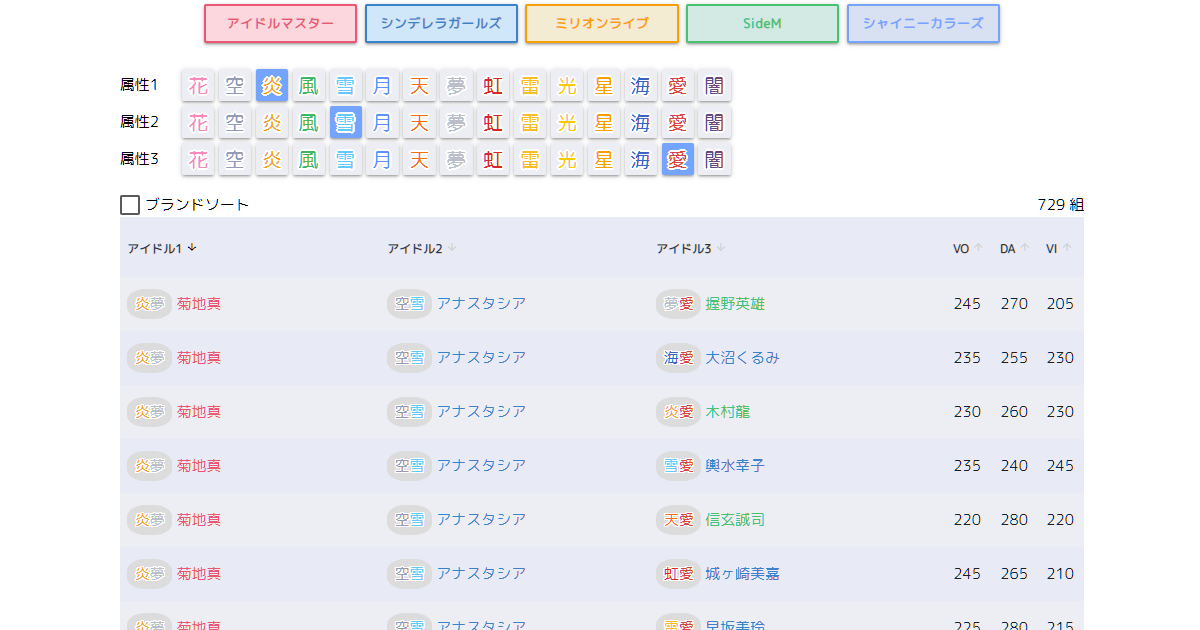 アイドルマスター シンデレラガールズ ミリオンライブ SideM シャイニーカラーズ
属性1 花 空 炎 風 雪 月 天 夢 虹 雷 光 星 海 愛 闇
属性2 花 空 炎 風 雪 月 天 夢 虹 雷 光 星 海 愛 闇
属性3 花 空 炎 風 雪 月 天 夢 虹 雷 光 星 海 愛 闇
ブランドソート 729 組
アイドル1 ↓ アイドル2 ↓ アイドル3 ↓ VO ↑ DA ↑ VI ↑
炎夢 菊地真 空雪 アナスタシア 夢愛 握野英雄 245 270 205
炎夢 菊地真 空雪 アナスタシア 海愛 大沼くるみ 235 255 230
炎夢 菊地真 空雪 アナスタシア 炎愛 木村龍 230 260 230
炎夢 菊地真 空雪 アナスタシア 雪愛 輿水幸子 235 240 245
炎夢 菊地真 空雪 アナスタシア 天愛 信玄誠司 220 280 220
炎夢 菊地真 空雪 アナスタシア 虹愛 城ヶ崎美嘉 245 265 210
炎夢 菊地真 空雪 アナスタシア 雷愛 早坂美玲 225 280 215